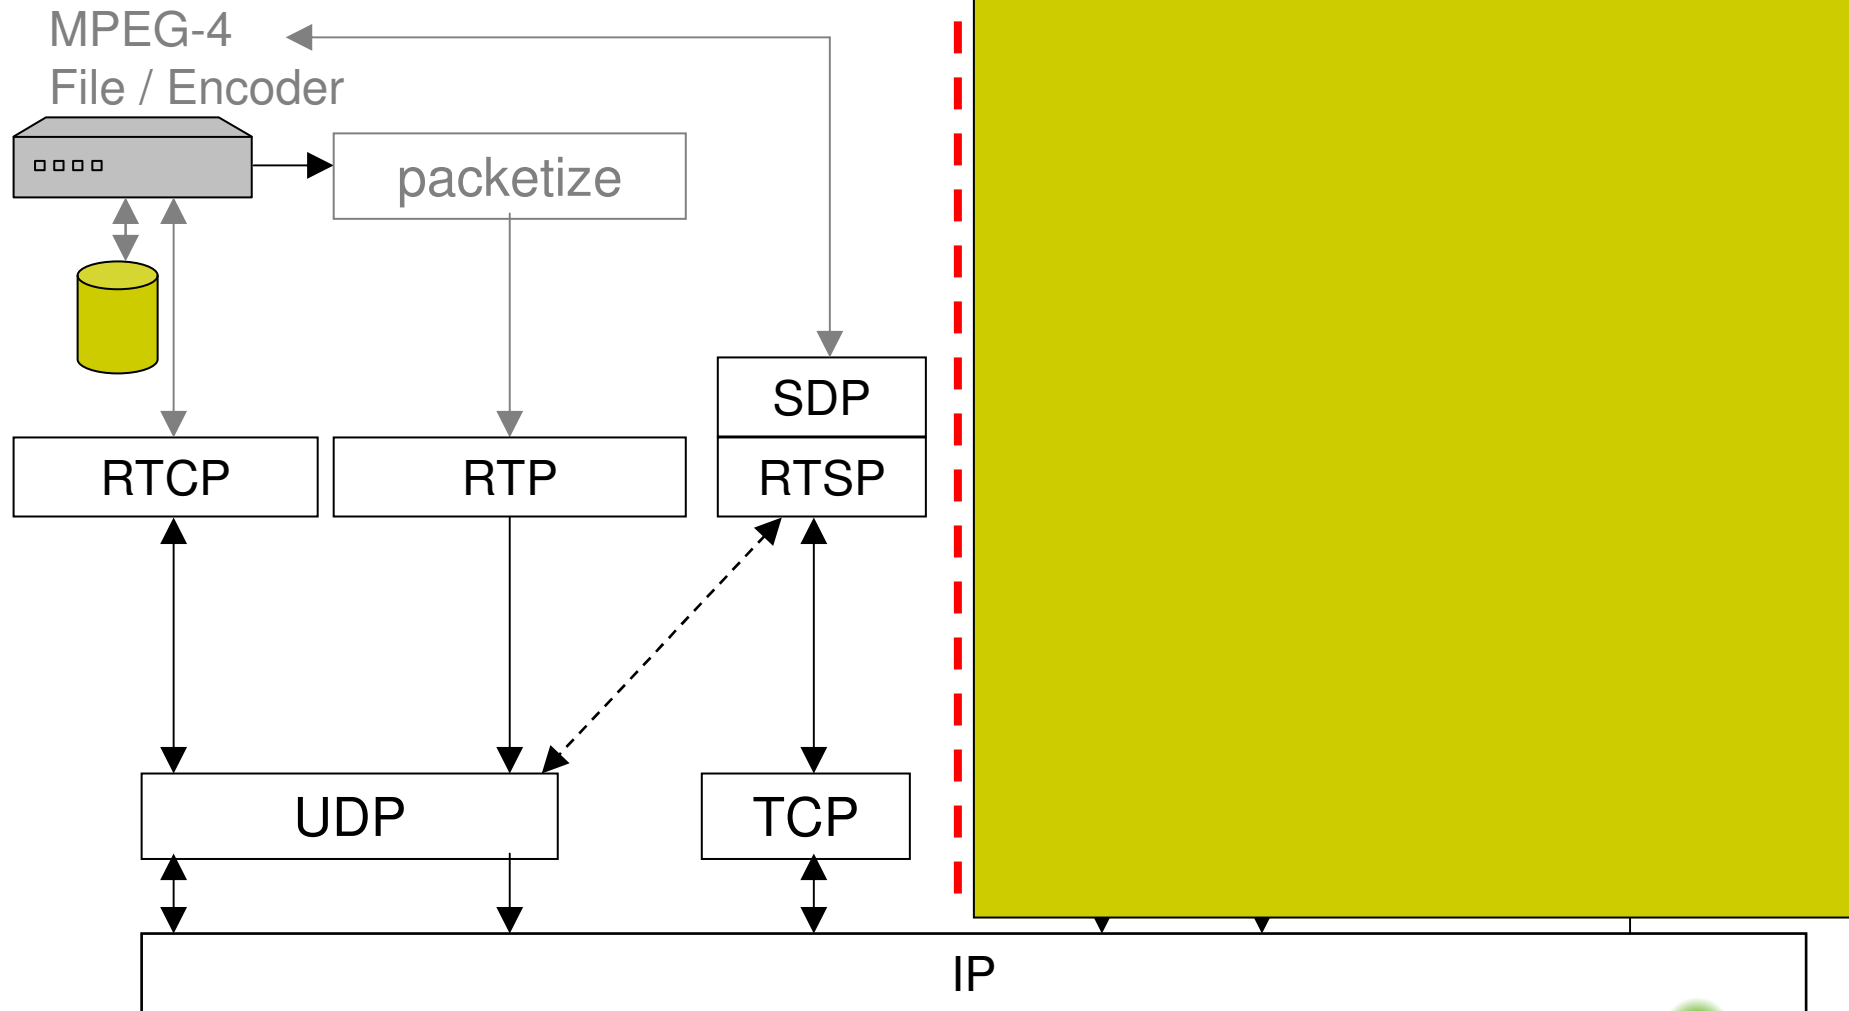 MPEG-4
File / Encoder
packetize
SDP
RTCP
RTP
RTSP
UDP
TCP
IP